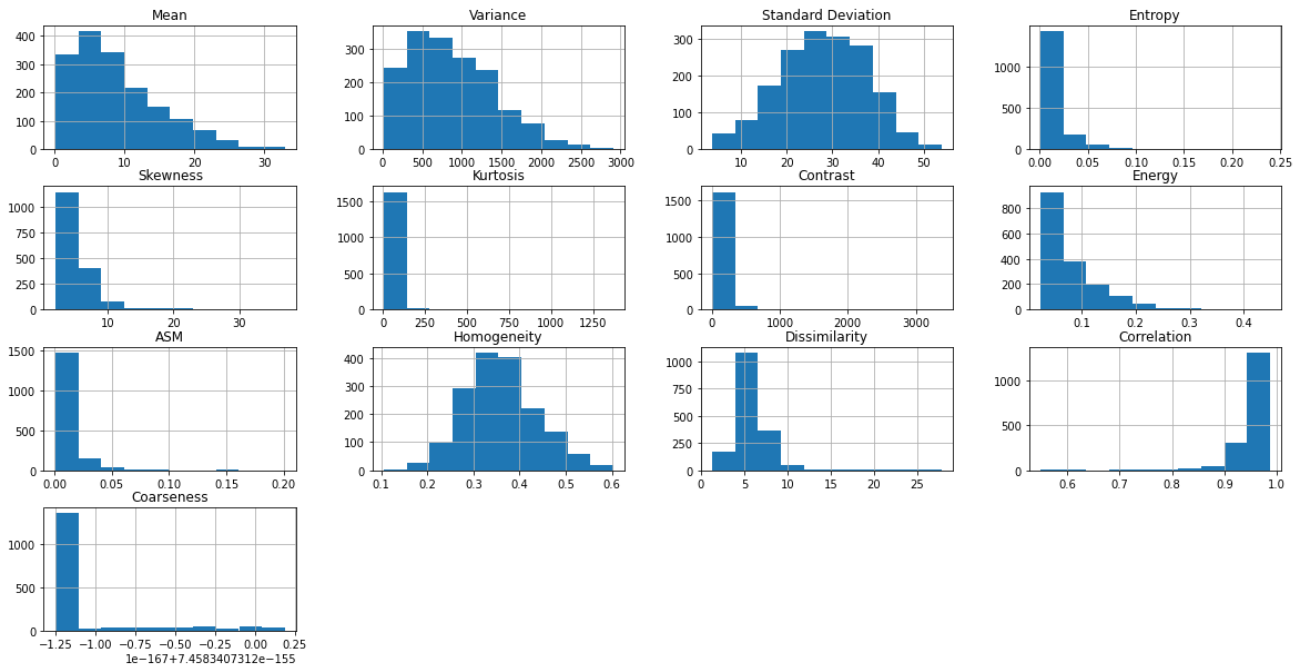 Mean
400
300
200
100
0
0 10 20 30
Variance
300
200
100
0
0 500 1000 1500 2000 2500 3000
Standard Deviation
300
200
100
0
10 20 30 40 50
Entropy
1000
500
0
0.00 0.05 0.10 0.15 0.20 0.25
Skewness
1000
750
500
250
0
10 20 30
Kurtosis
1500
1000
500
0
0 250 500 750 1000 1250
Contrast
1500
1000
500
0
0 1000 2000 3000
Energy
800
600
400
200
0
0.1 0.2 0.3 0.4
ASM
1500
1000
500
0
0.00 0.05 0.10 0.15 0.20
Homogeneity
400
300
200
100
0
0.1 0.2 0.3 0.4 0.5 0.6
Dissimilarity
1000
750
500
250
0
0 5 10 15 20 25
Correlation
1000
500
0
0.6 0.7 0.8 0.9 1.0
Coarseness
1000
500
0
−1.25 −1.00 −0.75 −0.50 −0.25 0.00 0.25
1e−167+7.4583407312e−155